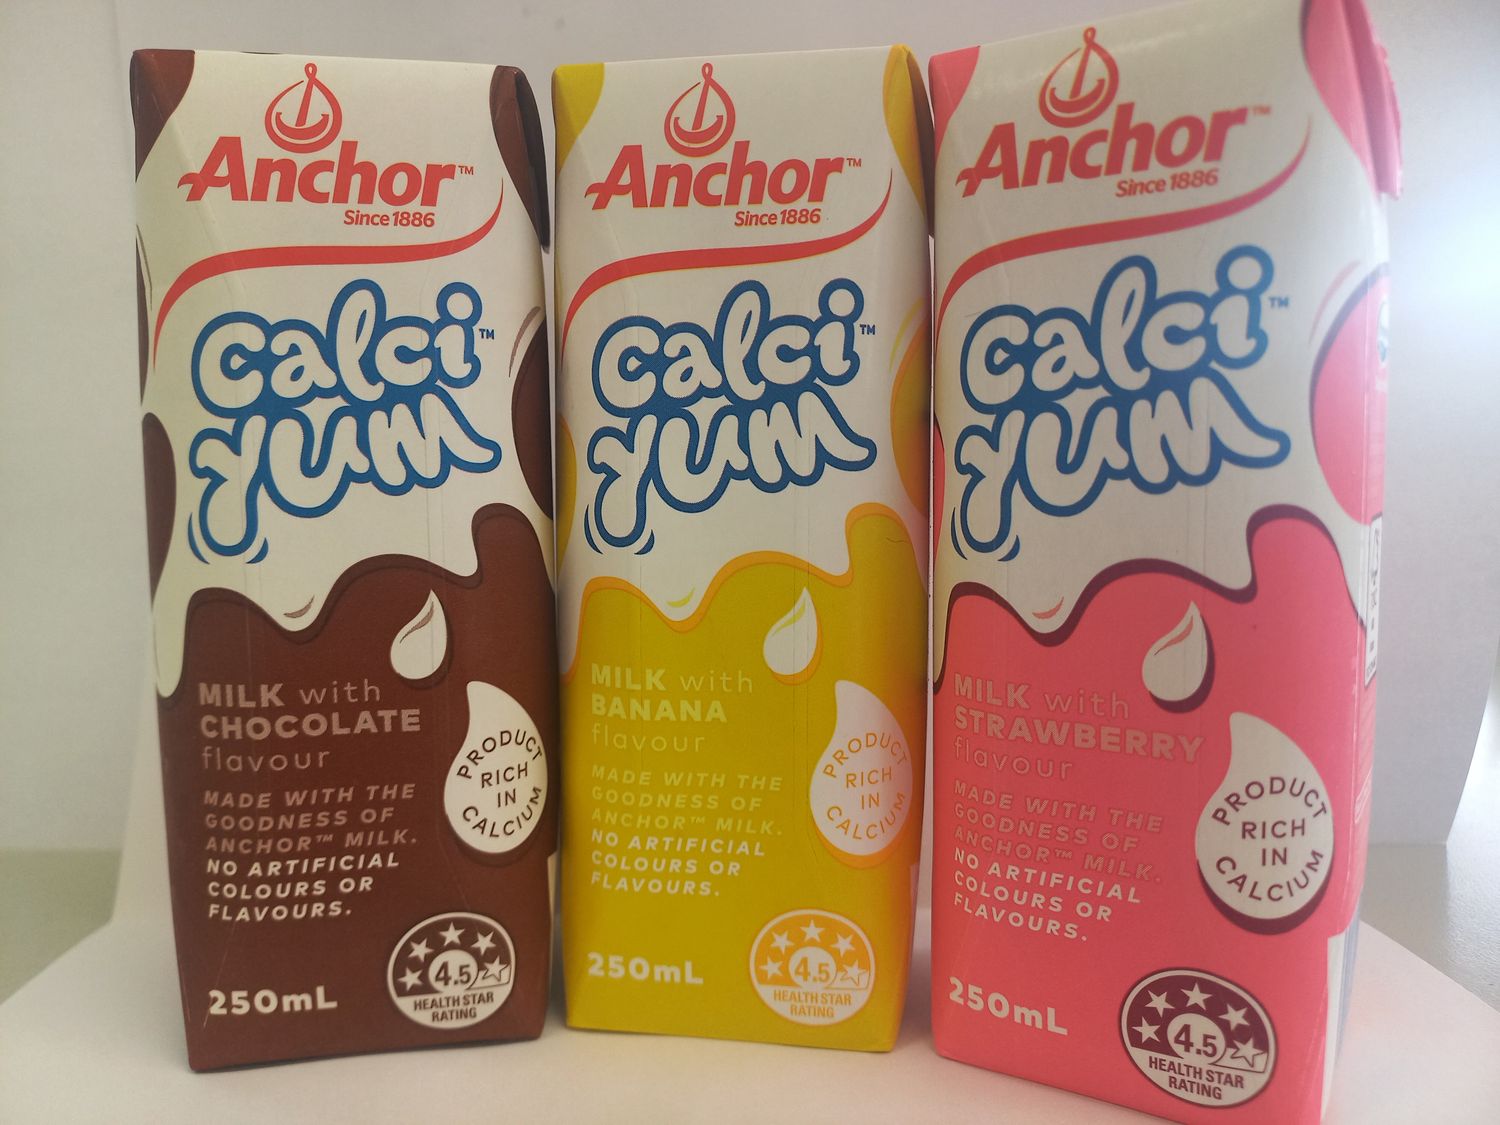 Anchor™
Since 1886
Calci™
YUM
MILK with
CHOCOLATE
flavour
MADE WITH THE
GOODNESS OF
ANCHOR™ MILK.
NO ARTIFICIAL
COLOURS OR
FLAVOURS.
PRODUCT
RICH
IN
CALCIUM
250mL
4.5
HEALTH STAR
RATING
Anchor™
Since 1886
Calci™
YUM
MILK with
BANANA
flavour
MADE WITH THE
GOODNESS OF
ANCHOR™ MILK.
NO ARTIFICIAL
COLOURS OR
FLAVOURS.
PRODUCT
RICH
IN
CALCIUM
250mL
4.5
HEALTH STAR
RATING
Anchor™
Since 1886
Calci™
YUM
MILK with
STRAWBERRY
flavour
MADE WITH THE
GOODNESS OF
ANCHOR™ MILK.
NO ARTIFICIAL
COLOURS OR
FLAVOURS.
PRODUCT
RICH
IN
CALCIUM
250mL
4.5
HEALTH STAR
RATING